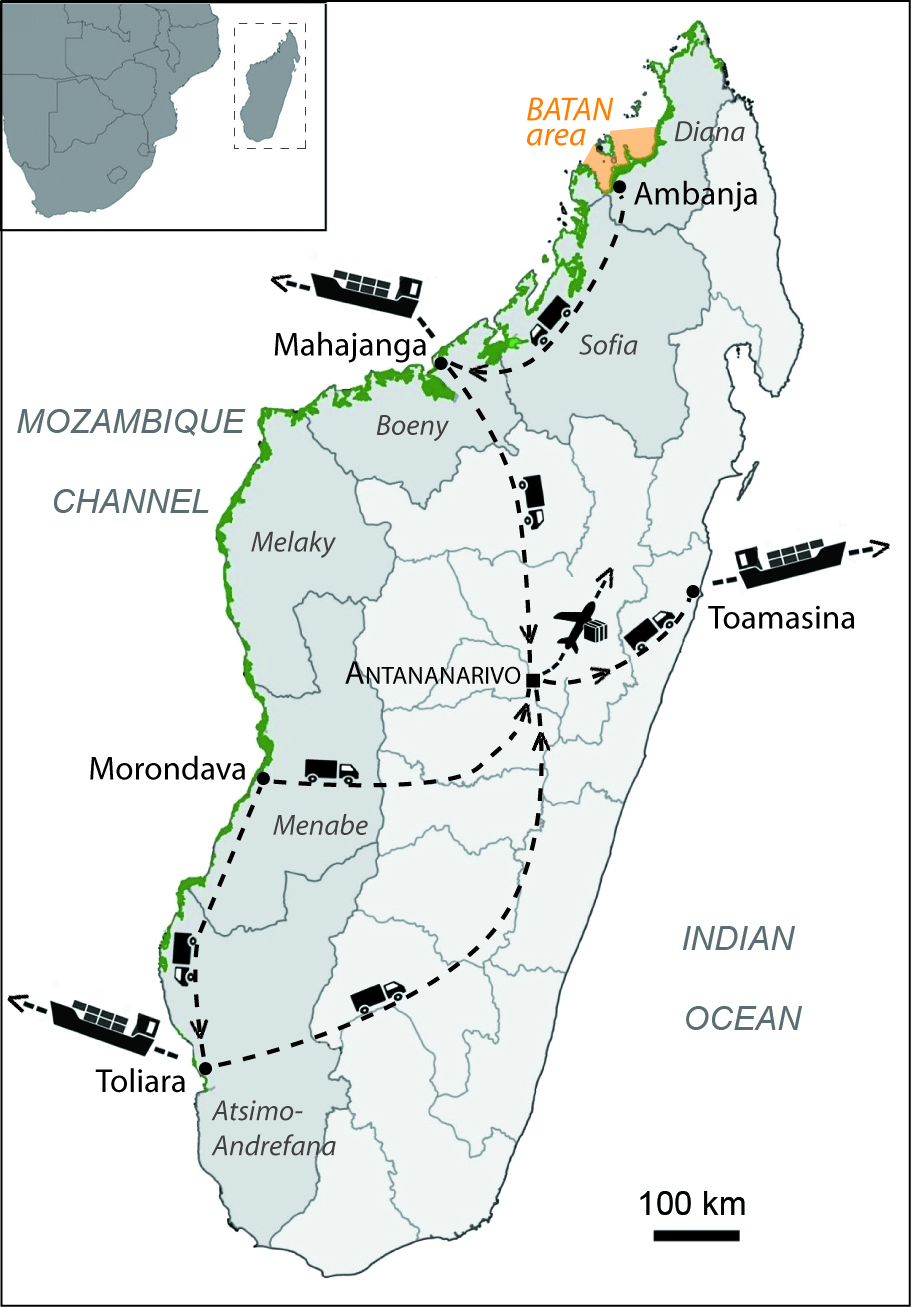 BATAN
area
Diana
Ambanja
Mahajanga
Sofia
MOZAMBIQUE
Boeny
CHANNEL
Melaky
Toamasina
ANTANANARIVO
Morondava
Menabe
INDIAN
OCEAN
Toliara
Atsimo-
Andrefana
100 km